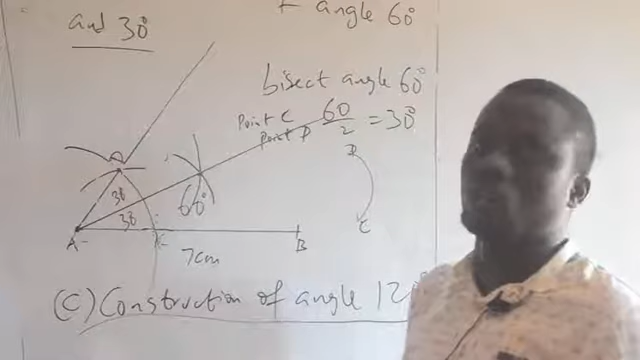 and 30°
angle 60°
bisect angle 60°
Point C
Point D
60/2 = 30°
D
C
D
30
30
60°
A
C
B
7cm
(C) Construction of angle 120